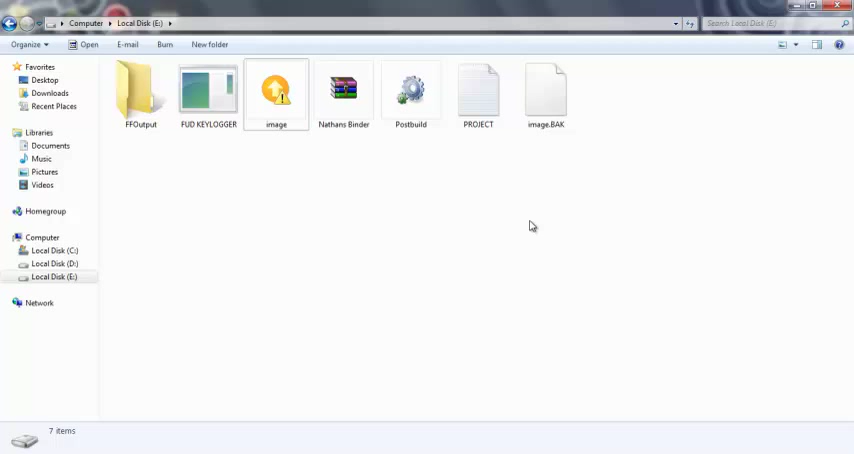 Computer Local Disk (E:)
Search Local Disk (E:)
Organize Open E-mail Burn New folder
Favorites
Desktop
Downloads
Recent Places
Libraries
Documents
Music
Pictures
Videos
Homegroup
Computer
Local Disk (C:)
Local Disk (D:)
Local Disk (E:)
Network
FFOutput
FUD KEYLOGGER
image
Nathans Binder
Postbuild
PROJECT
image.BAK
7 items